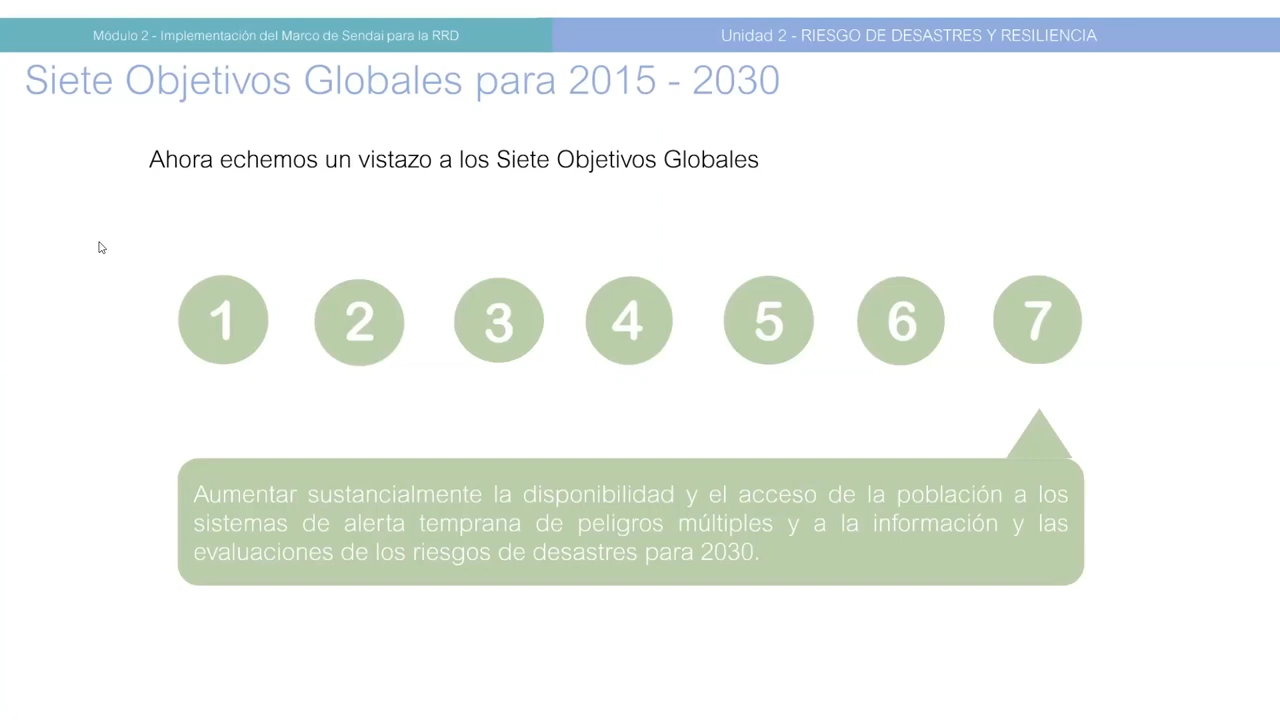 Módulo 2 - Implementación del Marco de Sendai para la RRD
Unidad 2 - RIESGO DE DESASTRES Y RESILIENCIA
Siete Objetivos Globales para 2015 - 2030
Ahora echemos un vistazo a los Siete Objetivos Globales
1 2 3 4 5 6 7
Aumentar sustancialmente la disponibilidad y el acceso de la población a los
sistemas de alerta temprana de peligros múltiples y a la información y las
evaluaciones de los riesgos de desastres para 2030.